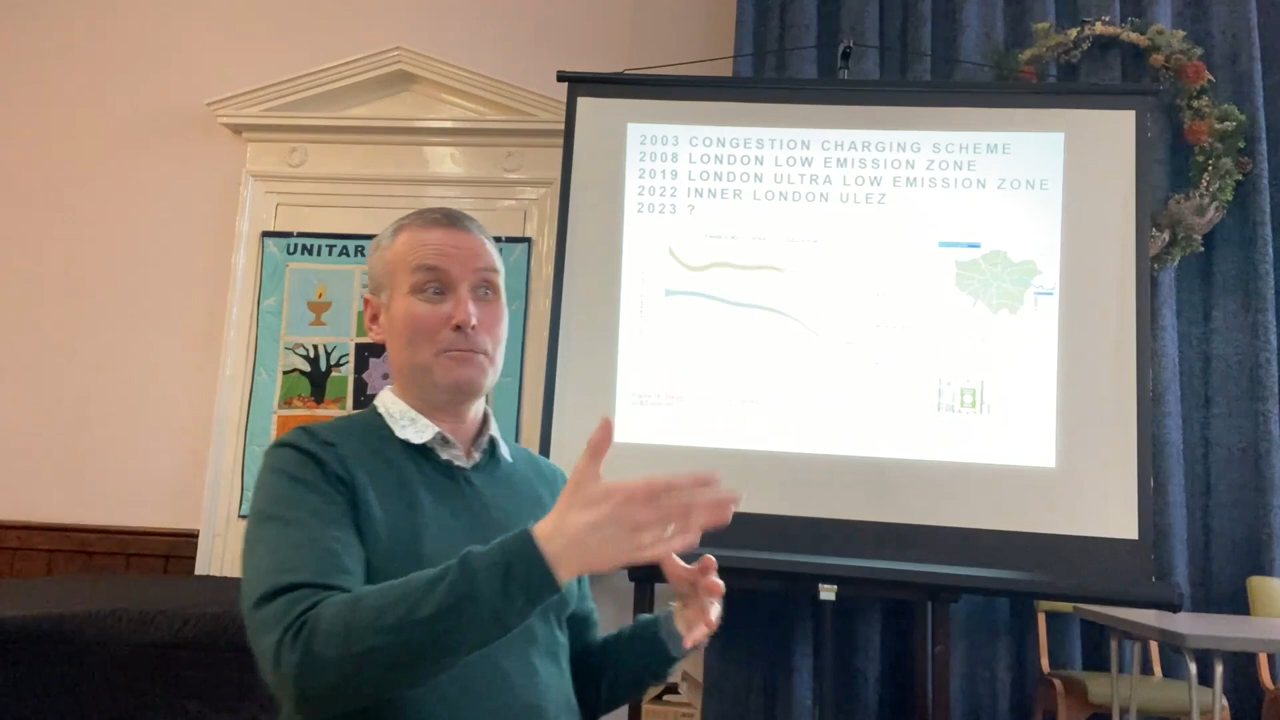 UNITAR
2003 CONGESTION CHARGING SCHEME
2008 LONDON LOW EMISSION ZONE
2019 LONDON ULTRA LOW EMISSION ZONE
2022 INNER LONDON ULEZ
2023 ?